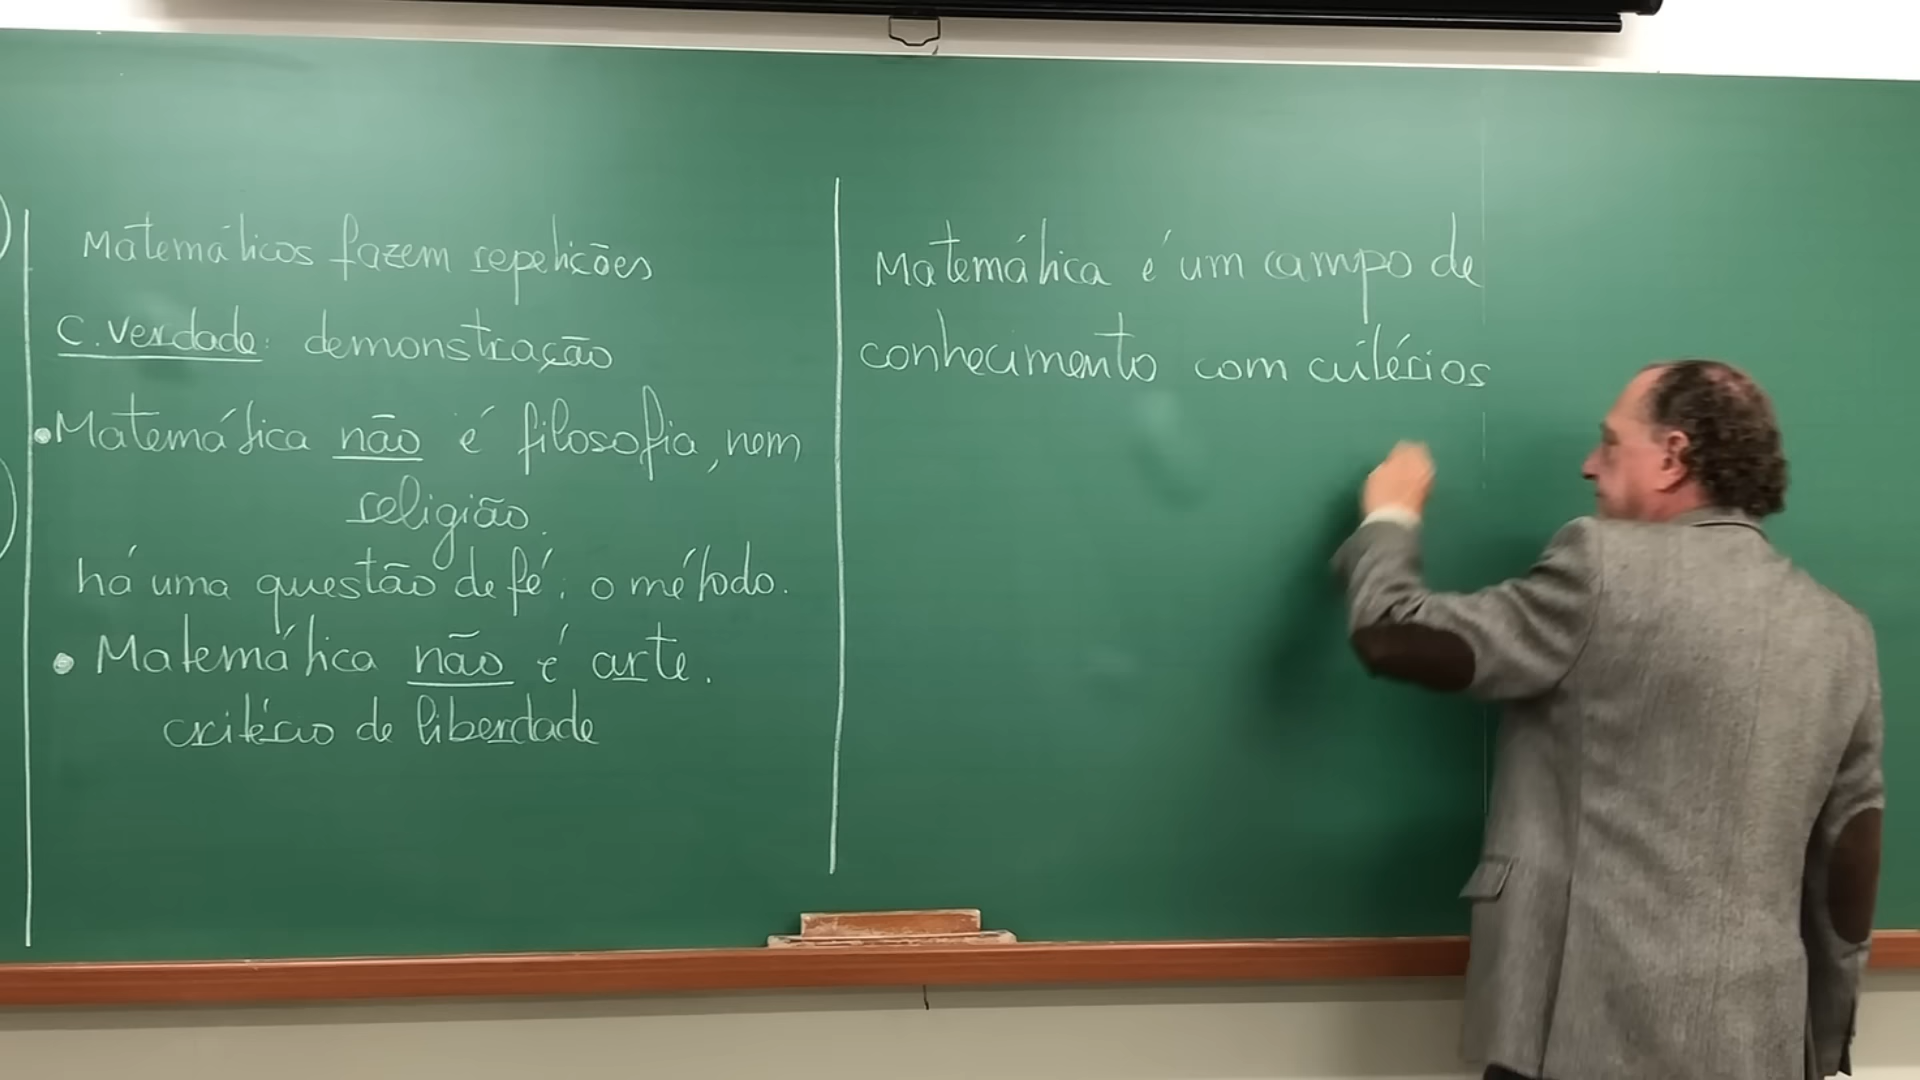 Matemáticos fazem repetições
C. Verdade: demonstração
• Matemática não é filosofia, nem
religião.
há uma questão de fé: o método.
• Matemática não é arte.
critério de liberdade
Matemática é um campo de
conhecimento com critérios